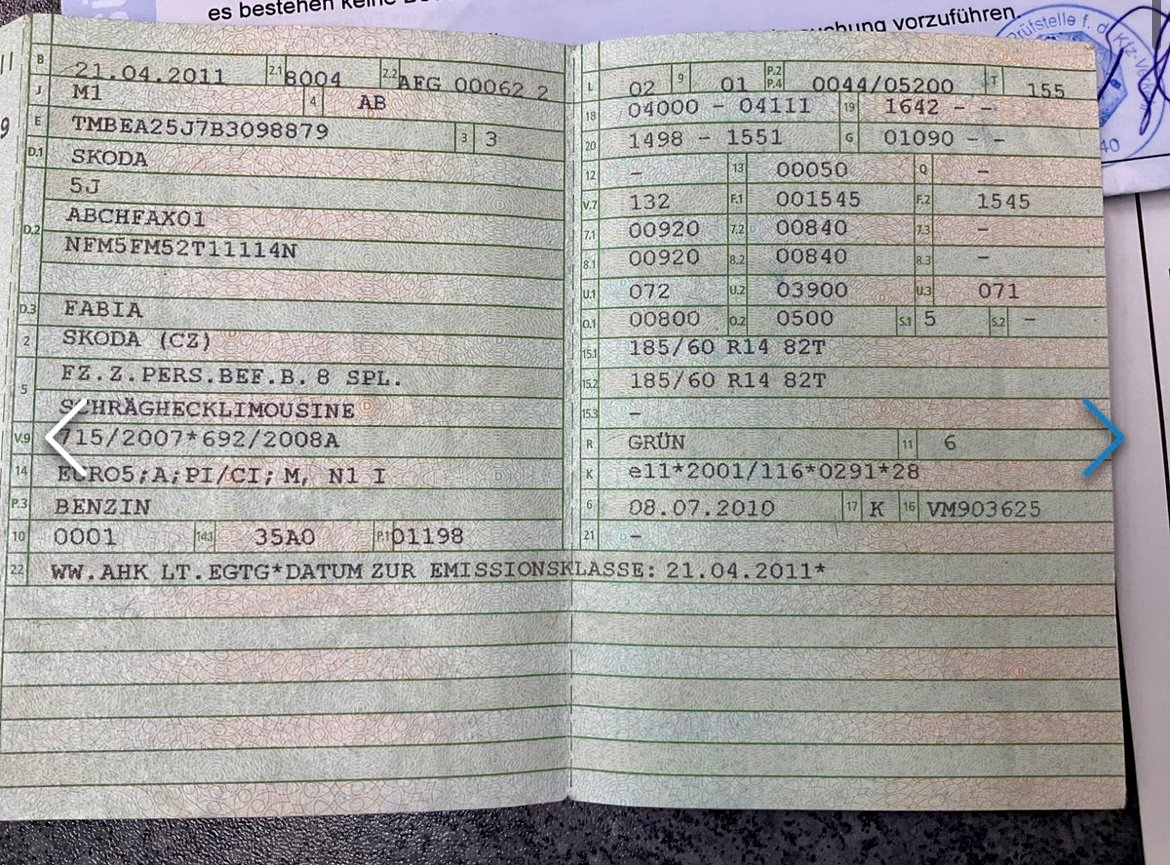 es bestehen keine
uchung vorzuführen.
Prüfstelle f. d. Kfz-V
40
9
B 21.04.2011 2.1 8004 2.2 AFG 00062 2
J M1 4 AB
E TMBEA25J7B3098879 3 3
D.1 SKODA
5J
D.2 ABCHFAX01
NFM5FM52T11114N
D.3 FABIA
2 SKODA (CZ)
5 FZ.Z.PERS.BEF.B. 8 SPL.
SCHRÄGHECKLIMOUSINE
V.9 715/2007*692/2008A
14 EURO5;A;PI/CI; M, N1 I
P.3 BENZIN
10 0001 14.1 35A0 P.1 01198
22 WW.AHK LT.EGTG*DATUM ZUR EMISSIONSKLASSE: 21.04.2011*
L 02 9 01 P.2 P.4 0044/05200 T 155
18 04000 - 04111 19 1642 - -
20 1498 - 1551 G 01090 - -
12 - 13 00050 Q -
V.7 132 F.1 001545 F.2 1545
7.1 00920 7.2 00840 7.3 -
8.1 00920 8.2 00840 8.3 -
U.1 072 U.2 03900 U.3 071
O.1 00800 O.2 0500 S.1 5 S.2 -
15.1 185/60 R14 82T
15.2 185/60 R14 82T
15.3 -
R GRÜN 11 6
K e11*2001/116*0291*28
6 08.07.2010 17 K 16 VM903625
21 -